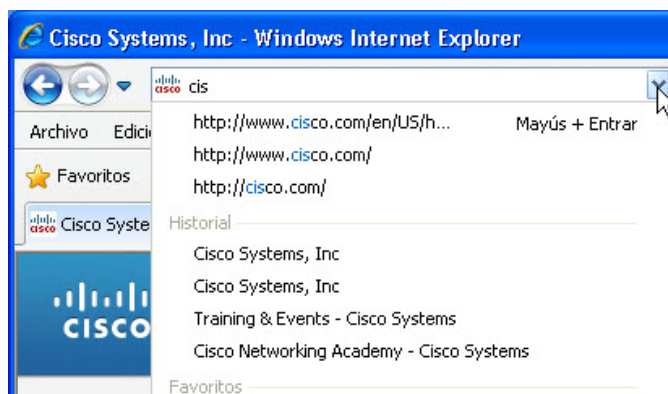 Cisco Systems, Inc - Windows Internet Explorer
cisco cis
Archivo Edici
http://www.cisco.com/en/US/h... Mayús + Entrar
http://www.cisco.com/
Favoritos
http://cisco.com/
cisco Cisco Syste
Historial
Cisco Systems, Inc
Cisco Systems, Inc
CISCO
Training & Events - Cisco Systems
Cisco Networking Academy - Cisco Systems
Favoritos